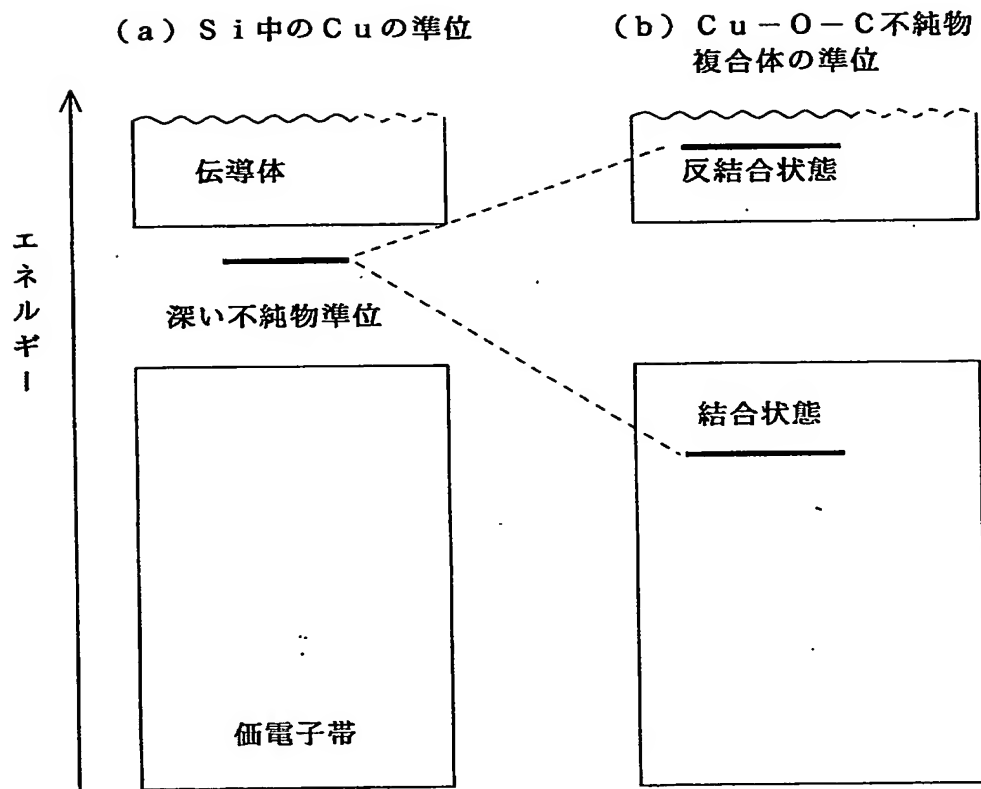 (a) Si中のCuの準位
(b) Cu－O－C不純物
複合体の準位
エネルギー
伝導体
深い不純物準位
価電子帯
反結合状態
結合状態